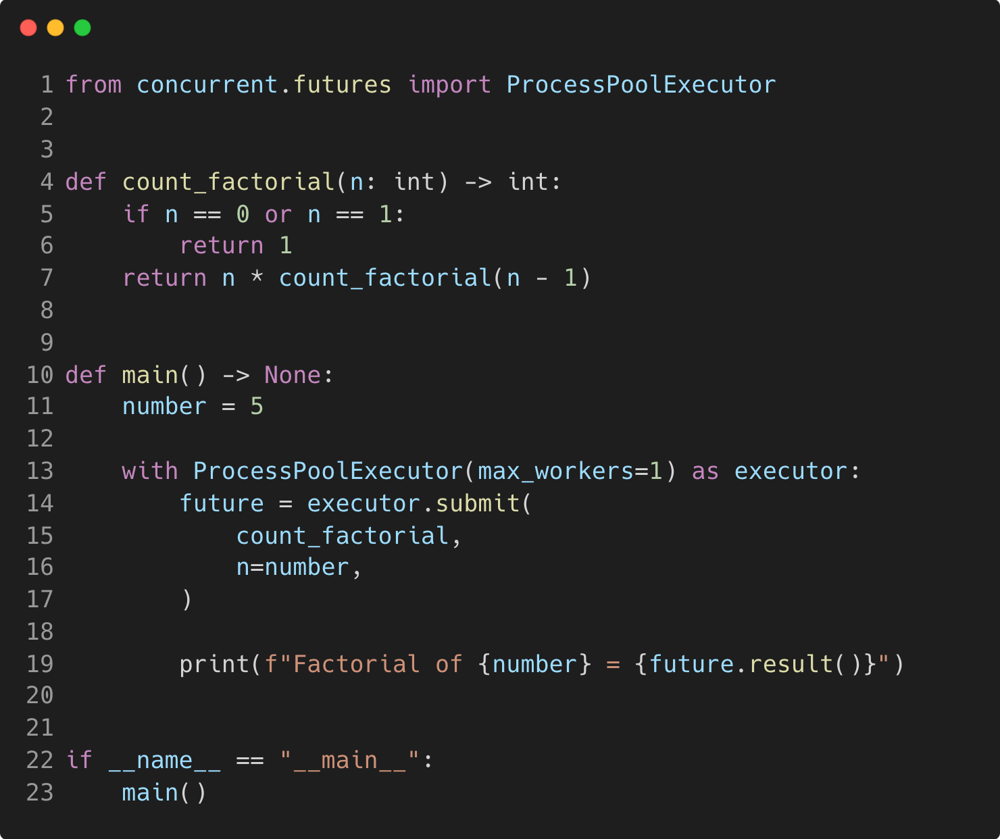 1 from concurrent.futures import ProcessPoolExecutor
2
3
4 def count_factorial(n: int) -> int:
5     if n == 0 or n == 1:
6         return 1
7     return n * count_factorial(n - 1)
8
9
10 def main() -> None:
11     number = 5
12
13     with ProcessPoolExecutor(max_workers=1) as executor:
14         future = executor.submit(
15             count_factorial,
16             n=number,
17         )
18
19         print(f"Factorial of {number} = {future.result()}")
20
21
22 if __name__ == "__main__":
23     main()